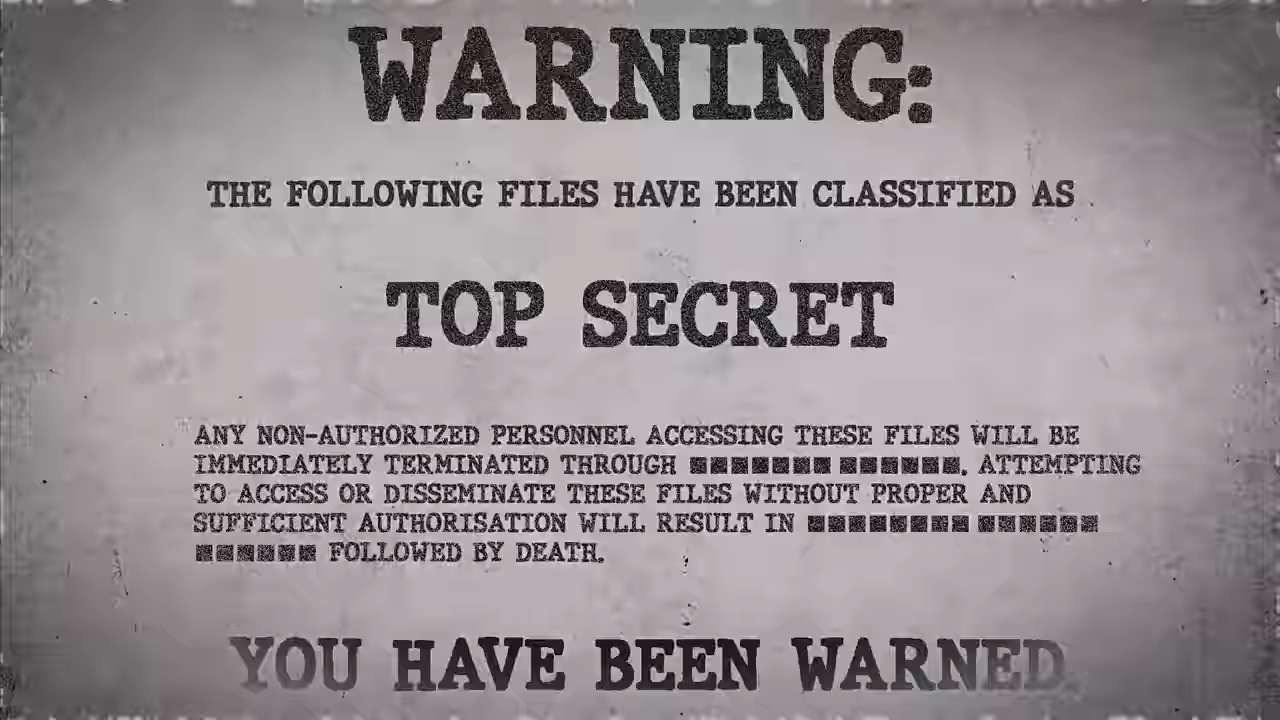 WARNING:
THE FOLLOWING FILES HAVE BEEN CLASSIFIED AS
TOP SECRET
ANY NON-AUTHORIZED PERSONNEL ACCESSING THESE FILES WILL BE
IMMEDIATELY TERMINATED THROUGH ■■■■■■■ ■■■■■■. ATTEMPTING
TO ACCESS OR DISSEMINATE THESE FILES WITHOUT PROPER AND
SUFFICIENT AUTHORISATION WILL RESULT IN ■■■■■■■■ ■■■■■■
■■■■■■ FOLLOWED BY DEATH.
YOU HAVE BEEN WARNED.